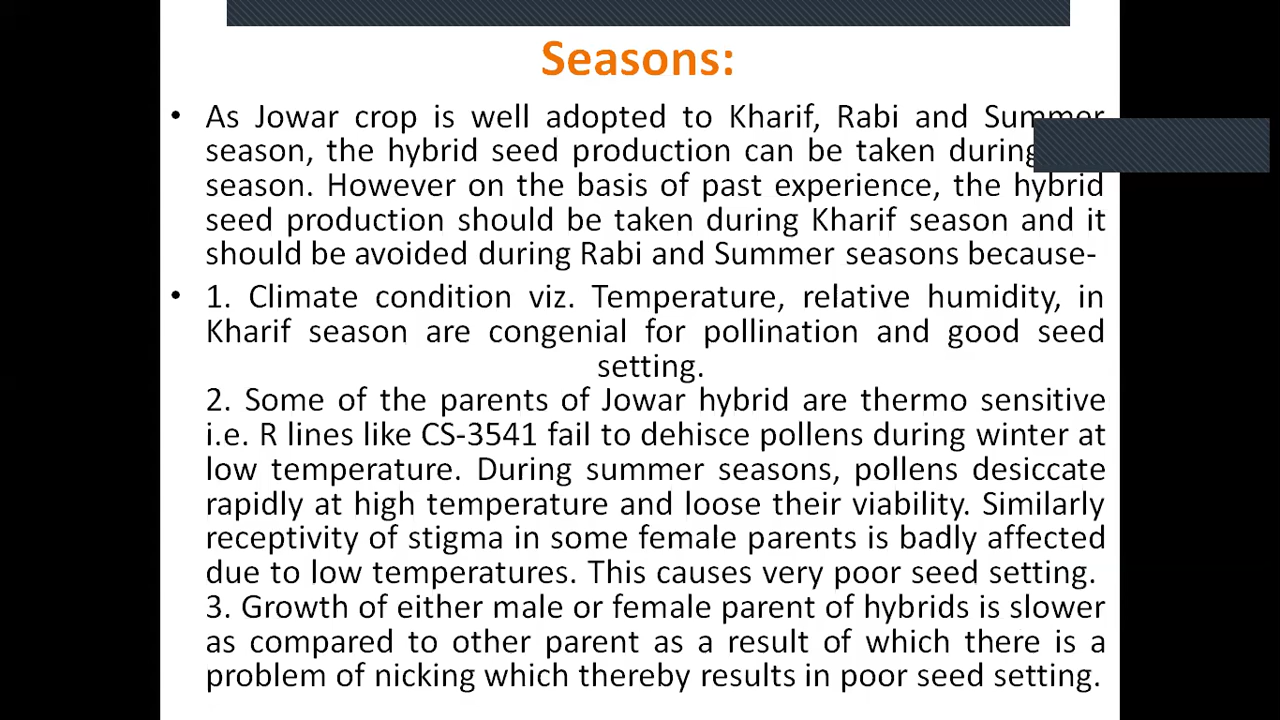 Seasons:
• As Jowar crop is well adopted to Kharif, Rabi and Summer
season, the hybrid seed production can be taken during
season. However on the basis of past experience, the hybrid
seed production should be taken during Kharif season and it
should be avoided during Rabi and Summer seasons because-
• 1. Climate condition viz. Temperature, relative humidity, in
Kharif season are congenial for pollination and good seed
setting.
2. Some of the parents of Jowar hybrid are thermo sensitive
i.e. R lines like CS-3541 fail to dehisce pollens during winter at
low temperature. During summer seasons, pollens desiccate
rapidly at high temperature and loose their viability. Similarly
receptivity of stigma in some female parents is badly affected
due to low temperatures. This causes very poor seed setting.
3. Growth of either male or female parent of hybrids is slower
as compared to other parent as a result of which there is a
problem of nicking which thereby results in poor seed setting.